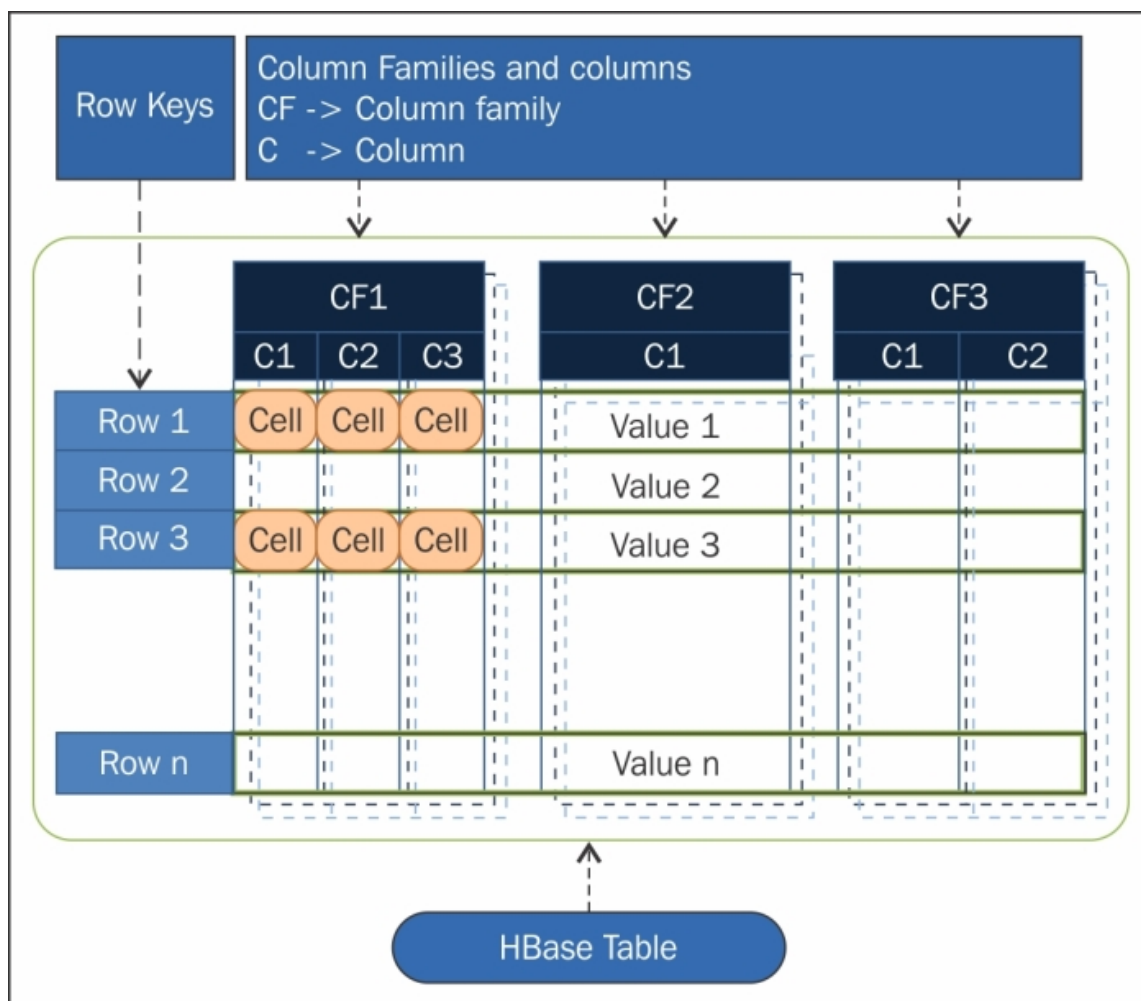 Row Keys
Column Families and columns
CF -> Column family
C -> Column
CF1
CF2
CF3
C1 C2 C3
C1
C1 C2
Row 1 Cell Cell Cell Value 1
Row 2 Value 2
Row 3 Cell Cell Cell Value 3
Row n Value n
HBase Table